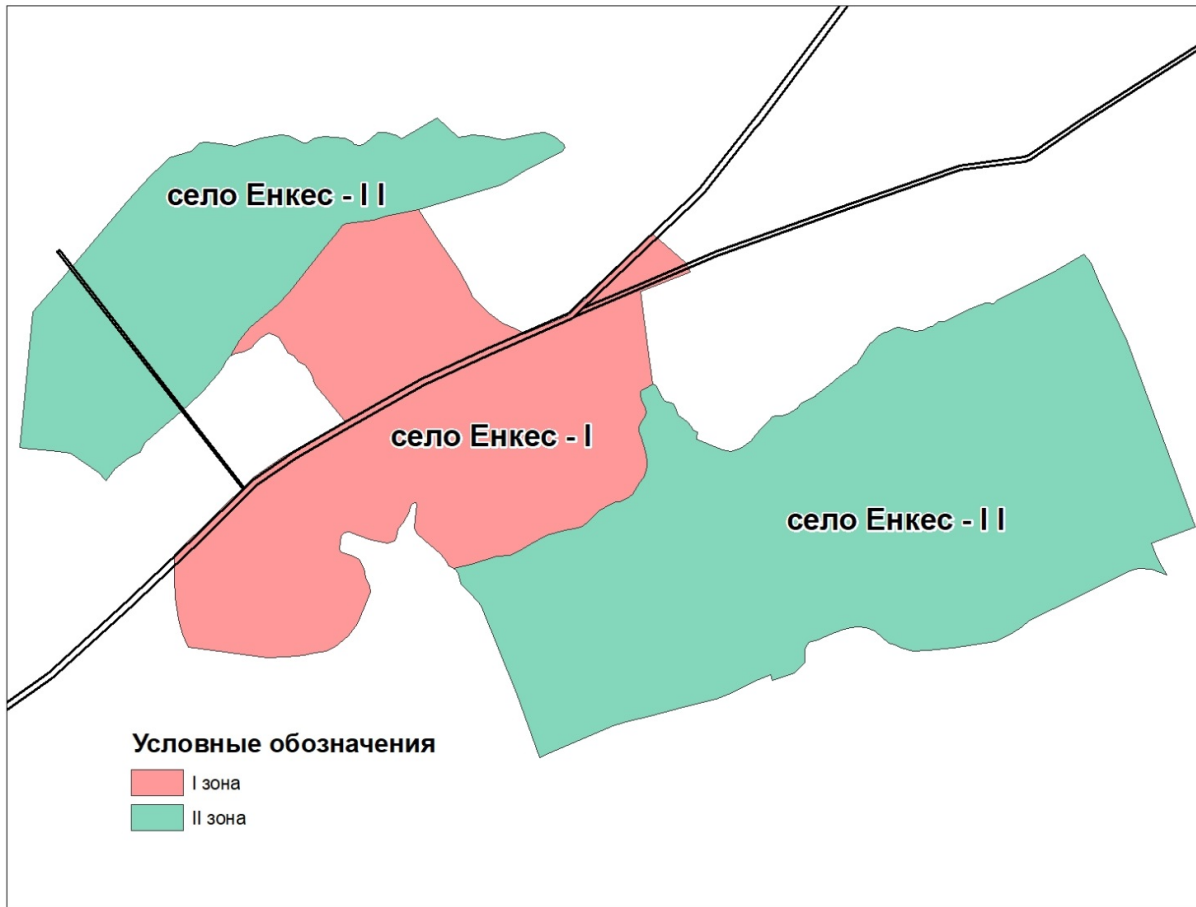 село Енкес - I I
село Енкес - I
село Енкес - I I
Условные обозначения
I зона
II зона